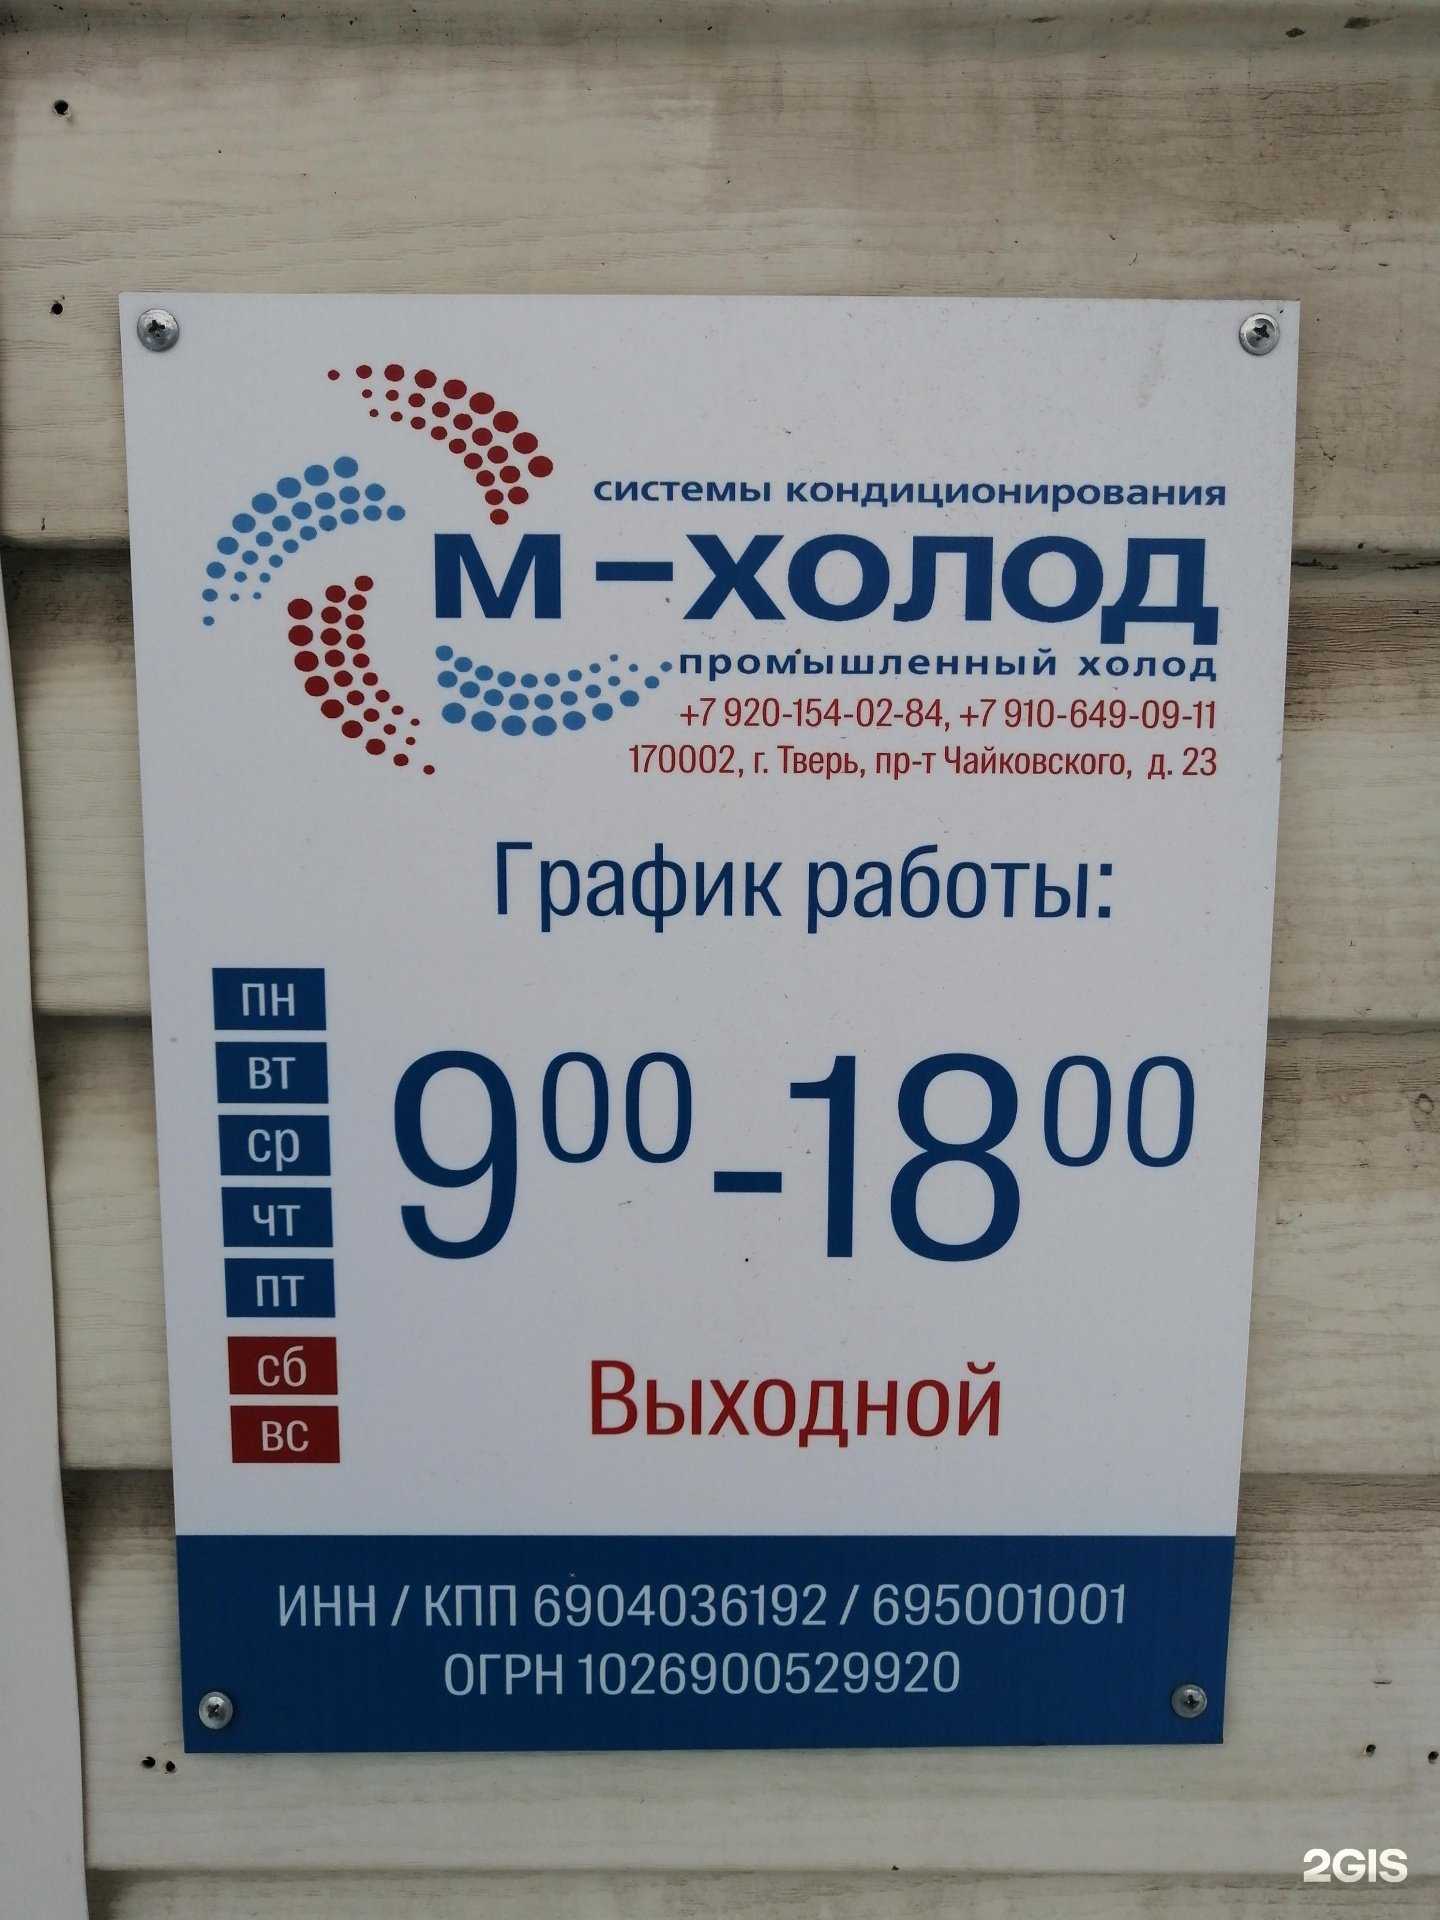 системы кондиционирования
м-холод
промышленный холод
+7 920-154-02-84, +7 910-649-09-11
170002, г. Тверь, пр-т Чайковского, д. 23
График работы:
пн
вт
ср
чт
пт
9⁰⁰-18⁰⁰
сб
вс
Выходной
ИНН / КПП 6904036192 / 695001001
ОГРН 1026900529920
2GIS